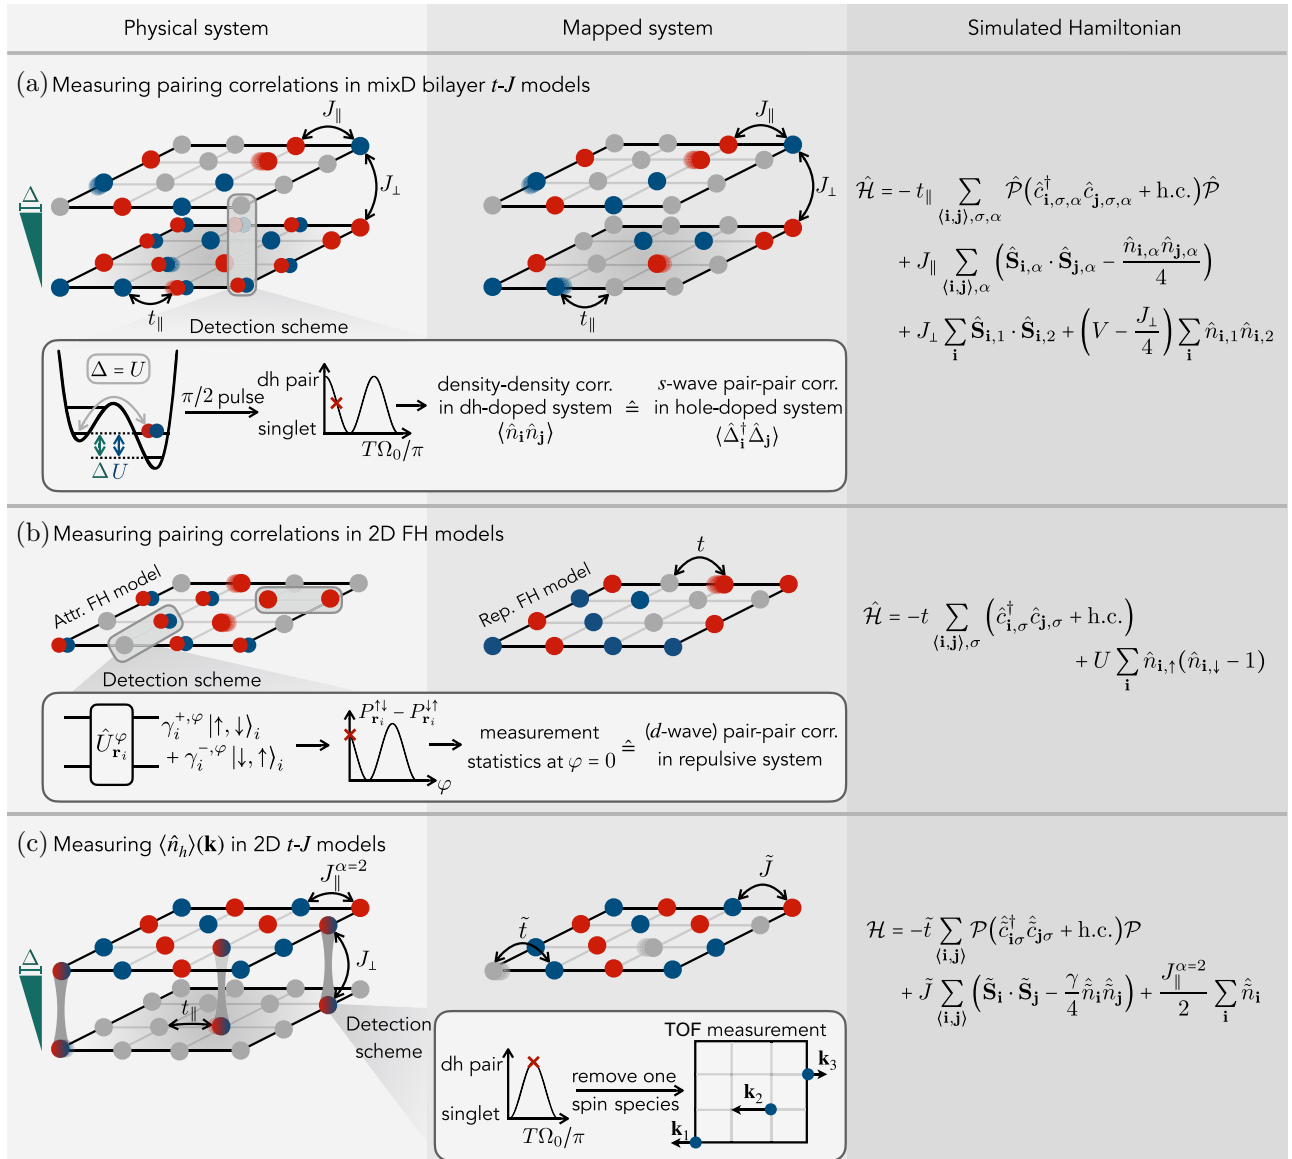 Physical system
Mapped system
Simulated Hamiltonian
(a) Measuring pairing correlations in mixD bilayer t-J models
J∥
J∥
Δ
J⊥
J⊥
t∥
t∥
Ĥ = − t∥ ∑⟨i,j⟩,σ,α P̂(ĉ†i,σ,α ĉj,σ,α + h.c.)P̂
+ J∥ ∑⟨i,j⟩,α (Ŝi,α · Ŝj,α − n̂i,α n̂j,α / 4)
+ J⊥ ∑i Ŝi,1 · Ŝi,2 + (V − J⊥/4) ∑i n̂i,1 n̂i,2
Detection scheme
Δ = U
Δ U
π/2 pulse
dh pair
singlet
TΩ0/π
density-density corr.
in dh-doped system
⟨n̂i n̂j⟩
≙
s-wave pair-pair corr.
in hole-doped system
⟨Δ̂†i Δ̂j⟩
(b) Measuring pairing correlations in 2D FH models
Attr. FH model
Rep. FH model
t
Ĥ = −t ∑⟨i,j⟩,σ (ĉ†i,σ ĉj,σ + h.c.)
+ U ∑i n̂i,↑(n̂i,↓ − 1)
Detection scheme
Û^φ_ri
γi^+,φ |↑, ↓⟩i
+ γi^−,φ |↓, ↑⟩i
P^↑↓_ri − P^↓↑_ri
φ
measurement
statistics at φ = 0
≙
(d-wave) pair-pair corr.
in repulsive system
(c) Measuring ⟨n̂h⟩(k) in 2D t-J models
J∥^α=2
J̃
Δ
J⊥
t∥
t̃
H = −t̃ ∑⟨i,j⟩ P(ĉ̃†iσ ĉ̃jσ + h.c.)P
+ J̃ ∑⟨i,j⟩ (S̃i · S̃j − γ/4 n̂̃i n̂̃j) + J∥^α=2 / 2 ∑i n̂̃i
Detection
scheme
dh pair
singlet
TΩ0/π
remove one
spin species
TOF measurement
k3
k2
k1